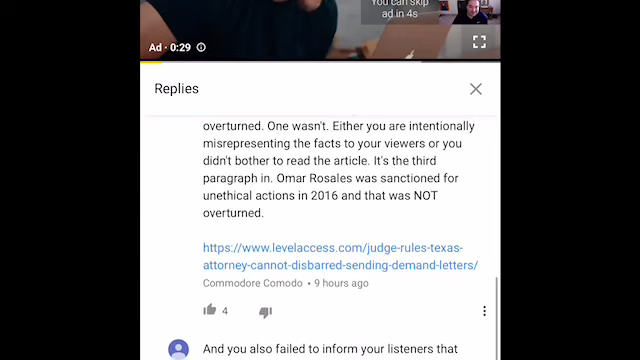 You can skip
ad in 4s
Ad · 0:29
Replies
overturned. One wasn't. Either you are intentionally
misrepresenting the facts to your viewers or you
didn't bother to read the article. It's the third
paragraph in. Omar Rosales was sanctioned for
unethical actions in 2016 and that was NOT
overturned.
https://www.levelaccess.com/judge-rules-texas-
attorney-cannot-disbarred-sending-demand-letters/
Commodore Comodo • 9 hours ago
4
And you also failed to inform your listeners that